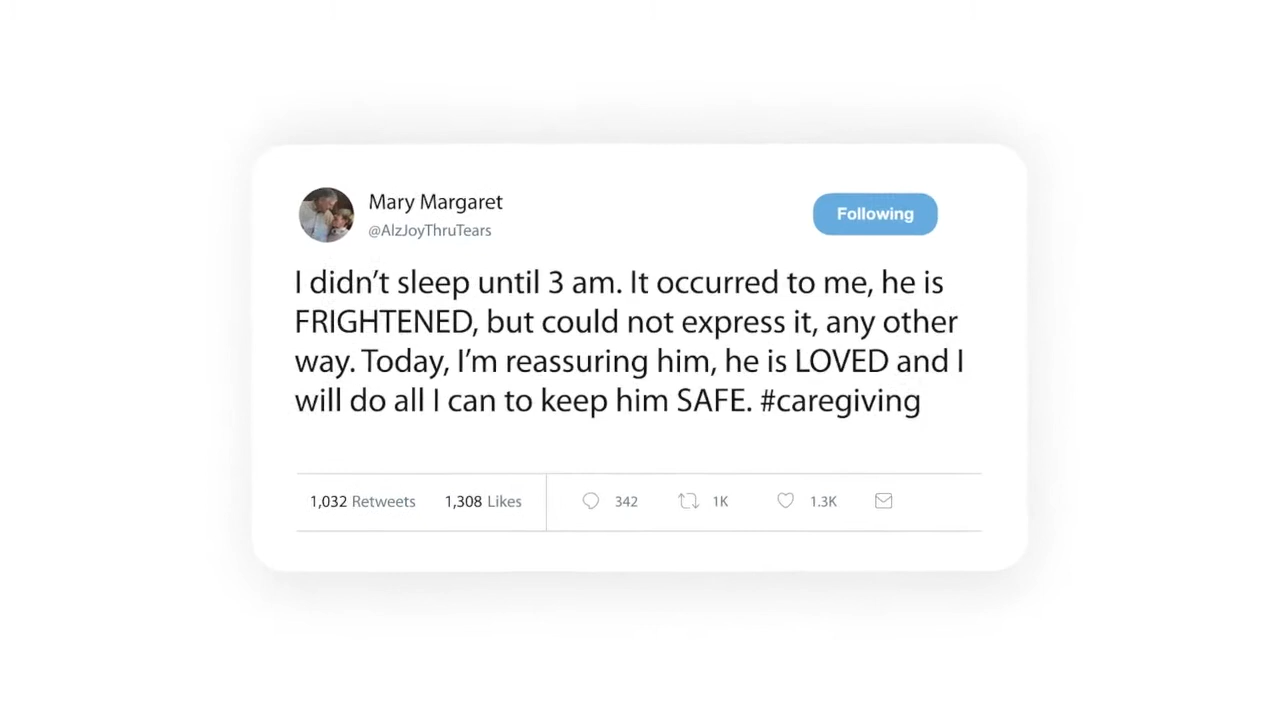 Mary Margaret
Following
@AlzJoyThruTears
I didn’t sleep until 3 am. It occurred to me, he is
FRIGHTENED, but could not express it, any other
way. Today, I’m reassuring him, he is LOVED and I
will do all I can to keep him SAFE. #caregiving
1,032 Retweets 1,308 Likes 342 1K 1.3K